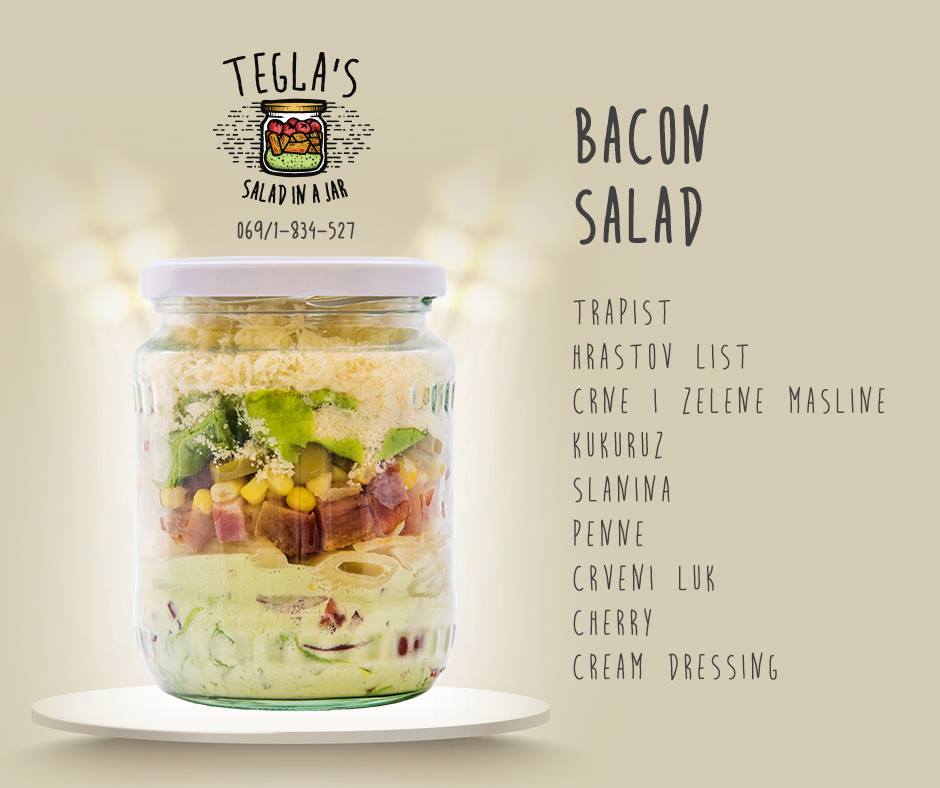 TEGLA'S
SALAD IN A JAR
069/1-834-527
BACON
SALAD
TRAPIST
HRASTOV LIST
CRNE I ZELENE MASLINE
KUKURUZ
SLANINA
PENNE
CRVENI LUK
CHERRY
CREAM DRESSING